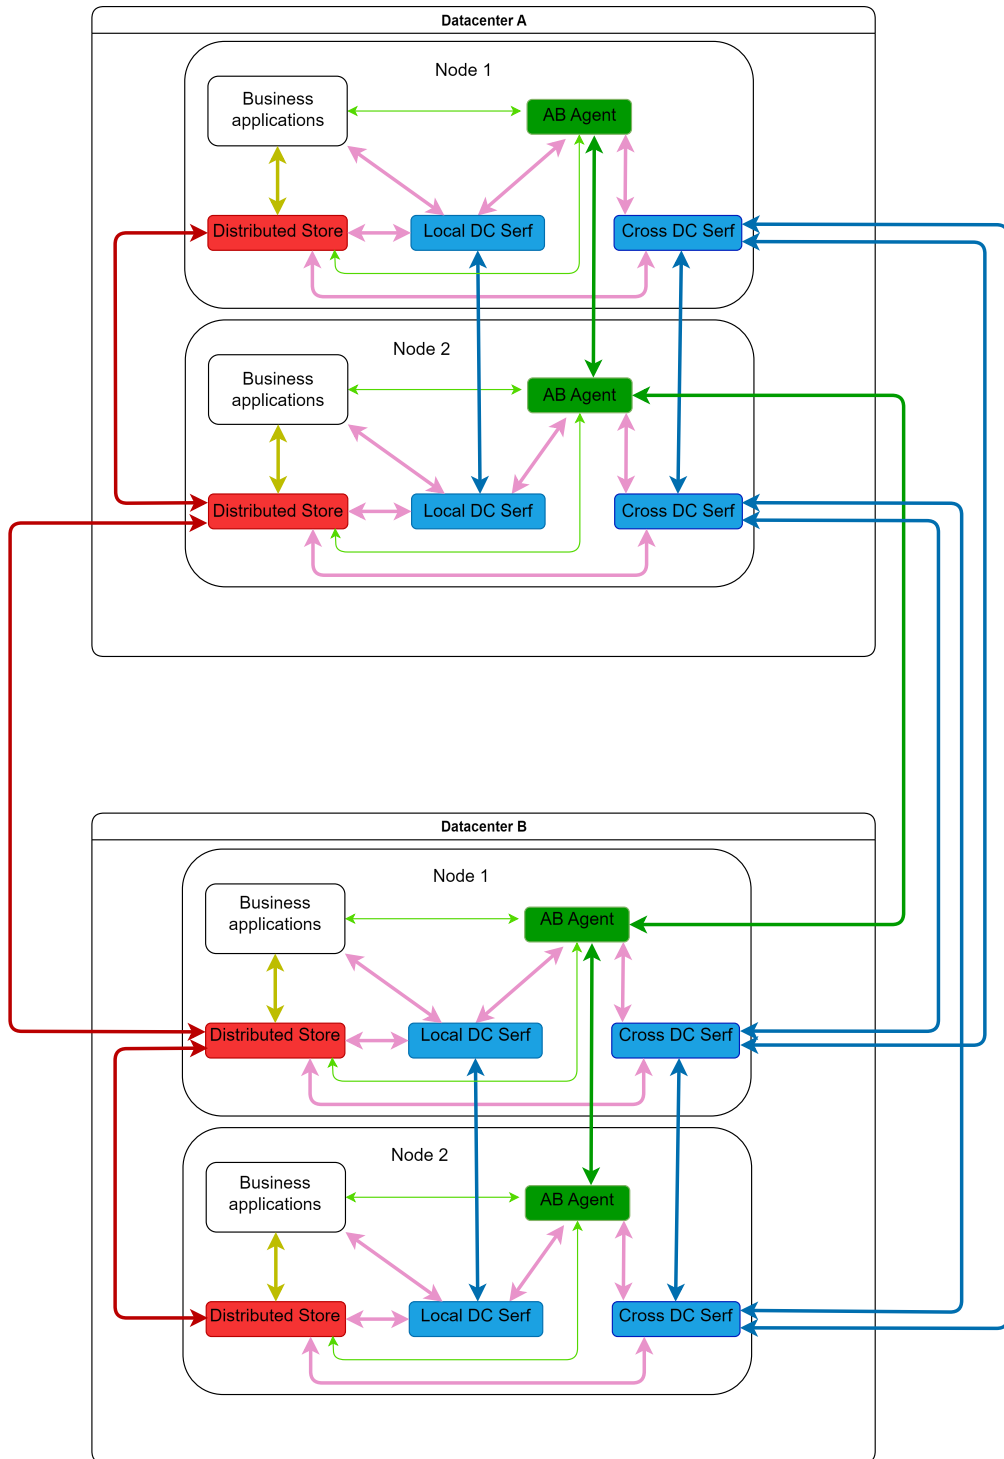 Datacenter A
Node 1
Business
applications
AB Agent
Distributed Store
Local DC Serf
Cross DC Serf
Node 2
Business
applications
AB Agent
Distributed Store
Local DC Serf
Cross DC Serf
Datacenter B
Node 1
Business
applications
AB Agent
Distributed Store
Local DC Serf
Cross DC Serf
Node 2
Business
applications
AB Agent
Distributed Store
Local DC Serf
Cross DC Serf